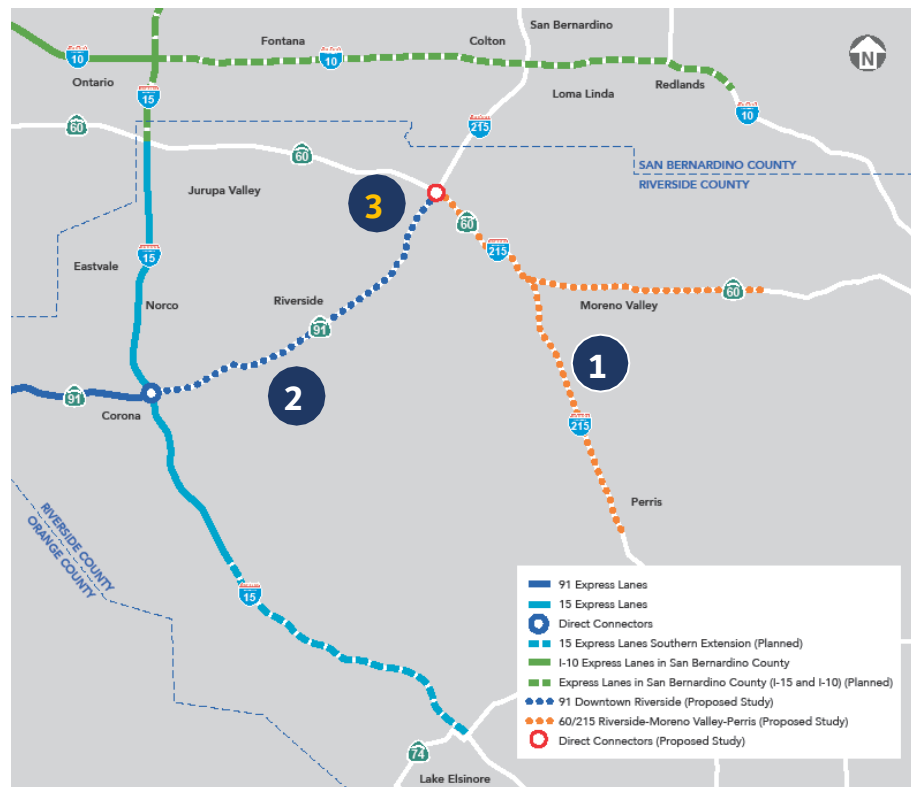 San Bernardino
Fontana
Colton
N
10
10
Ontario
Loma Linda
Redlands
15
10
60
215
60
SAN BERNARDINO COUNTY
RIVERSIDE COUNTY
Jurupa Valley
3
60
215
15
Eastvale
Norco
Riverside
60
Moreno Valley
91
1
91
2
Corona
215
Perris
RIVERSIDE COUNTY
ORANGE COUNTY
15
91 Express Lanes
15 Express Lanes
Direct Connectors
15 Express Lanes Southern Extension (Planned)
I-10 Express Lanes in San Bernardino County
Express Lanes in San Bernardino County (I-15 and I-10) (Planned)
91 Downtown Riverside (Proposed Study)
60/215 Riverside-Moreno Valley-Perris (Proposed Study)
Direct Connectors (Proposed Study)
74
Lake Elsinore